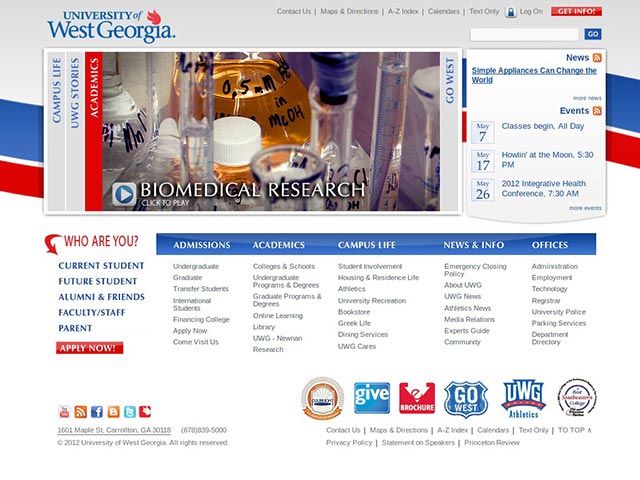 UNIVERSITY of
West Georgia.
Contact Us | Maps & Directions | A-Z Index | Calendars | Text Only Log On GET INFO!
GO
CAMPUS LIFE
UWG STORIES
ACADEMICS
GO WEST
0.5 m
in
MeOH
BIOMEDICAL RESEARCH
CLICK TO PLAY
News
Simple Appliances Can Change the
World
more news
Events
May
7
Classes begin, All Day
May
17
Howlin' at the Moon, 5:30
PM
May
26
2012 Integrative Health
Conference, 7:30 AM
more events
WHO ARE YOU?
CURRENT STUDENT
FUTURE STUDENT
ALUMNI & FRIENDS
FACULTY/STAFF
PARENT
APPLY NOW!
ADMISSIONS
Undergraduate
Graduate
Transfer Students
International
Students
Financing College
Apply Now
Come Visit Us
ACADEMICS
Colleges & Schools
Undergraduate
Programs & Degrees
Graduate Programs &
Degrees
Online Learning
Library
UWG - Newnan
Research
CAMPUS LIFE
Student Involvement
Housing & Residence Life
Athletics
University Recreation
Bookstore
Greek Life
Dining Services
UWG Cares
NEWS & INFO
Emergency Closing
Policy
About UWG
UWG News
Athletics News
Media Relations
Experts Guide
Community
OFFICES
Administration
Employment
Technology
Registrar
University Police
Parking Services
Department
Directory
FULBRIGHT
give
e
BROCHURE
GO
WEST
UWG
Athletics
A Best
Southeastern
College
1601 Maple St, Carrollton, GA 30118 (678)839-5000
© 2012 University of West Georgia. All rights reserved.
Contact Us | Maps & Directions | A-Z Index | Calendars | Text Only | TO TOP ∧
Privacy Policy | Statement on Speakers | Princeton Review